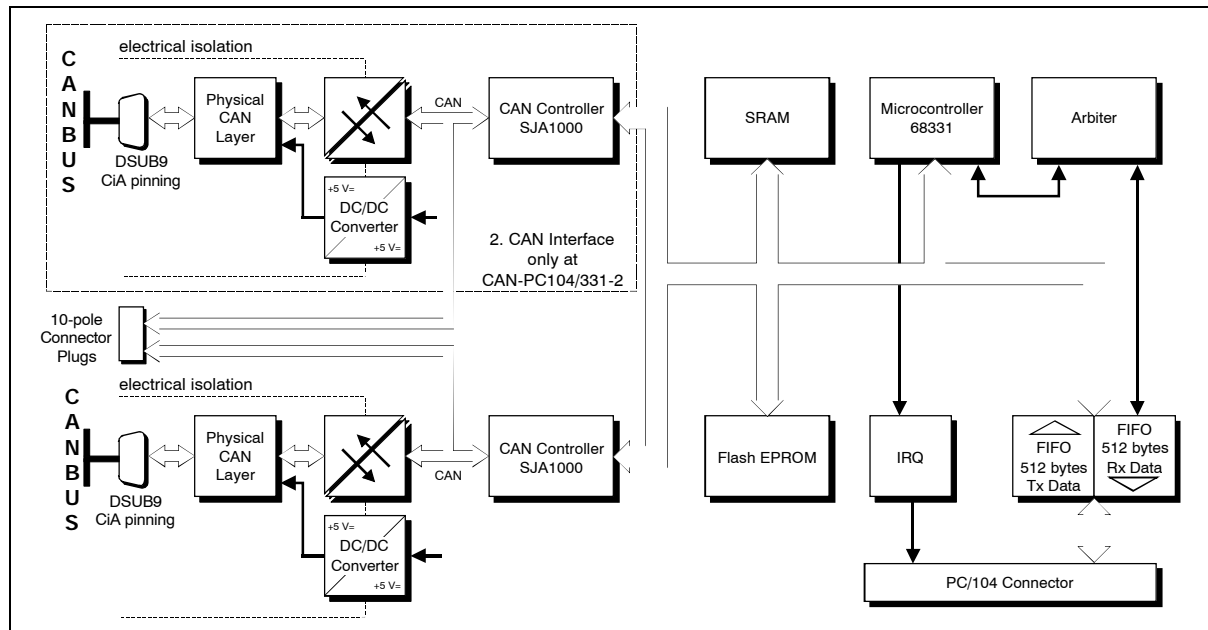 C
A
N
B
U
S
electrical isolation
DSUB9
CiA pinning
Physical
CAN
Layer
+5 V=
DC/DC
Converter
+5 V=
CAN
CAN Controller
SJA1000
2. CAN Interface
only at
CAN-PC104/331-2
SRAM
Microcontroller
68331
Arbiter
10-pole
Connector
Plugs
C
A
N
B
U
S
electrical isolation
DSUB9
CiA pinning
Physical
CAN
Layer
+5 V=
DC/DC
Converter
+5 V=
CAN
CAN Controller
SJA1000
Flash EPROM
IRQ
FIFO
512 bytes
Tx Data
FIFO
512 bytes
Rx Data
PC/104 Connector